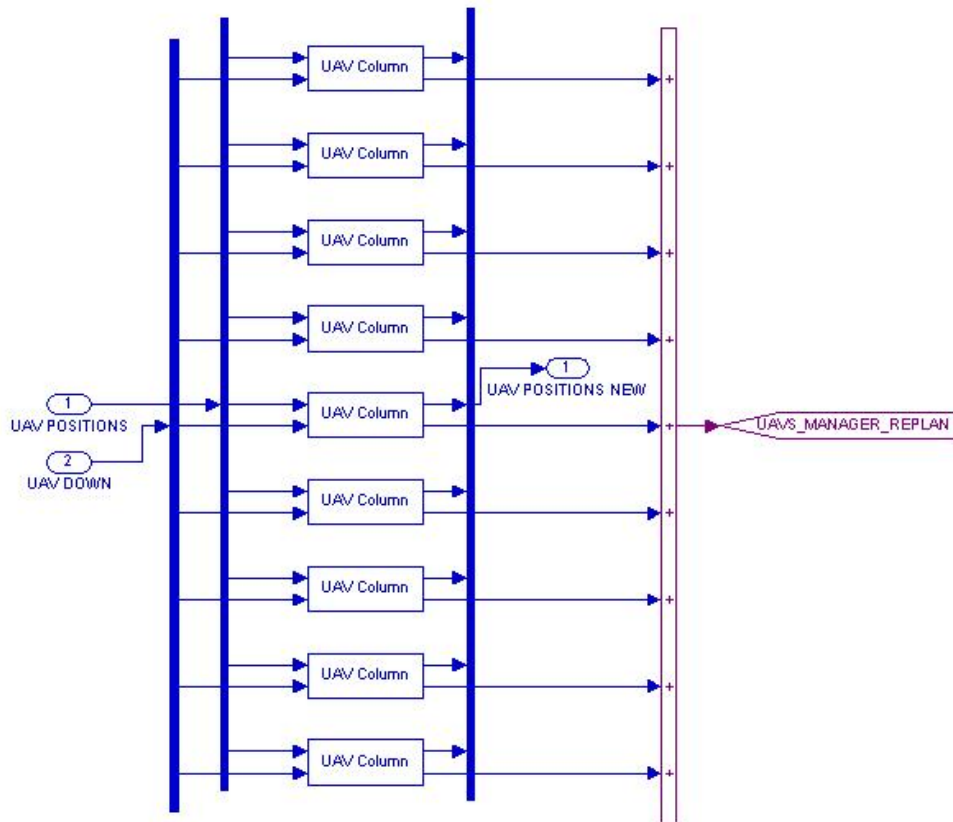 UAV Column
+
UAV Column
+
UAV Column
+
UAV Column
+
1
UAV POSITIONS NEW
1
UAV POSITIONS
UAV Column
+
UAVS_MANAGER_REPLAN
2
UAV DOWN
UAV Column
+
UAV Column
+
UAV Column
+
UAV Column
+